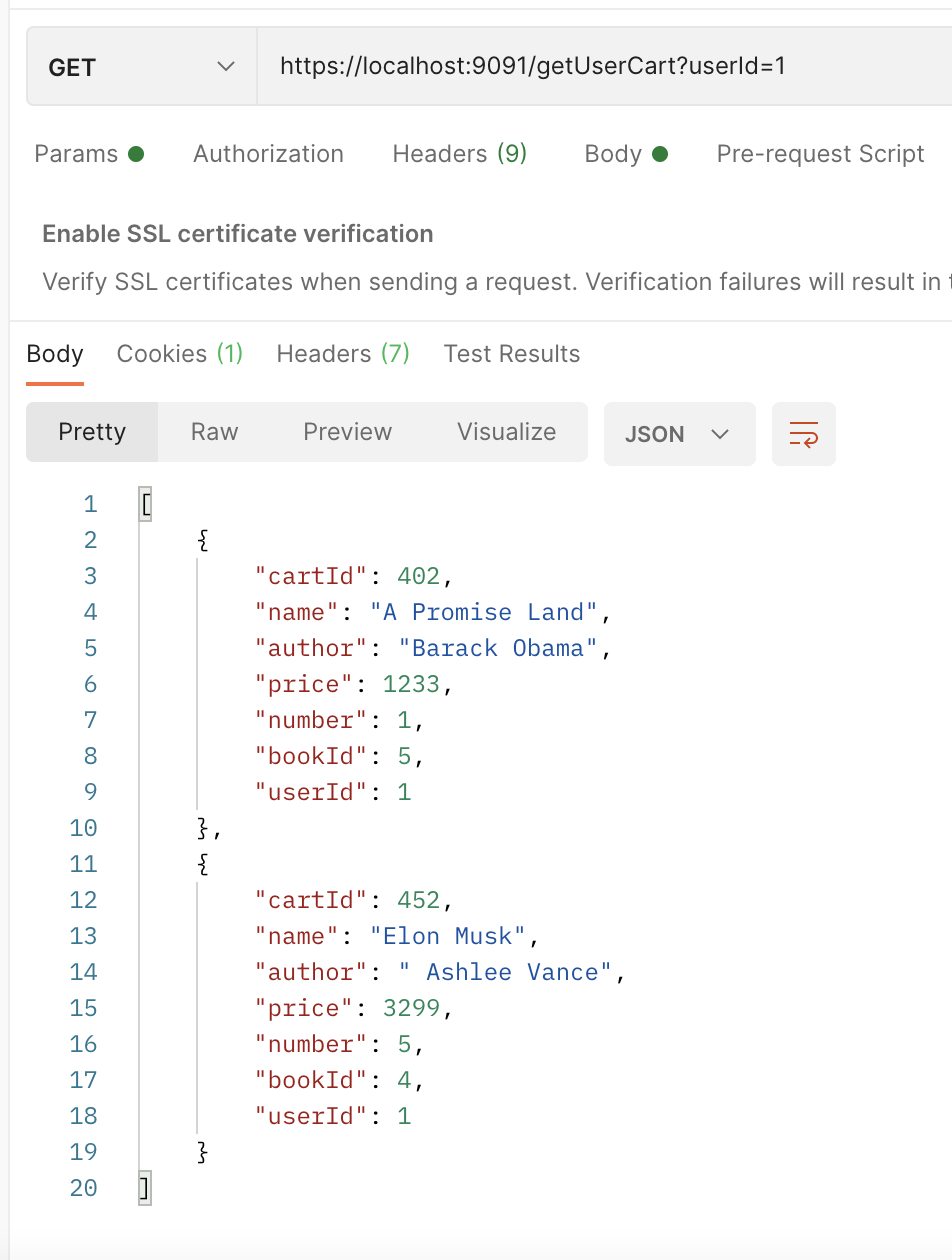 GET https://localhost:9091/getUserCart?userId=1
Params Authorization Headers (9) Body Pre-request Script
Enable SSL certificate verification
Verify SSL certificates when sending a request. Verification failures will result in
Body Cookies (1) Headers (7) Test Results
Pretty Raw Preview Visualize JSON
1 [
2 {
3 "cartId": 402,
4 "name": "A Promise Land",
5 "author": "Barack Obama",
6 "price": 1233,
7 "number": 1,
8 "bookId": 5,
9 "userId": 1
10 },
11 {
12 "cartId": 452,
13 "name": "Elon Musk",
14 "author": " Ashlee Vance",
15 "price": 3299,
16 "number": 5,
17 "bookId": 4,
18 "userId": 1
19 }
20 ]